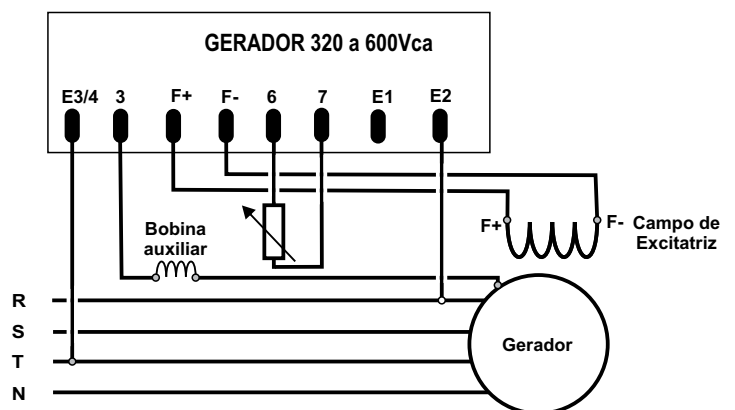 GERADOR 320 a 600Vca
E3/4 3 F+ F- 6 7 E1 E2
Bobina
auxiliar
F+ F- Campo de
Excitatriz
R
S
T
N
Gerador